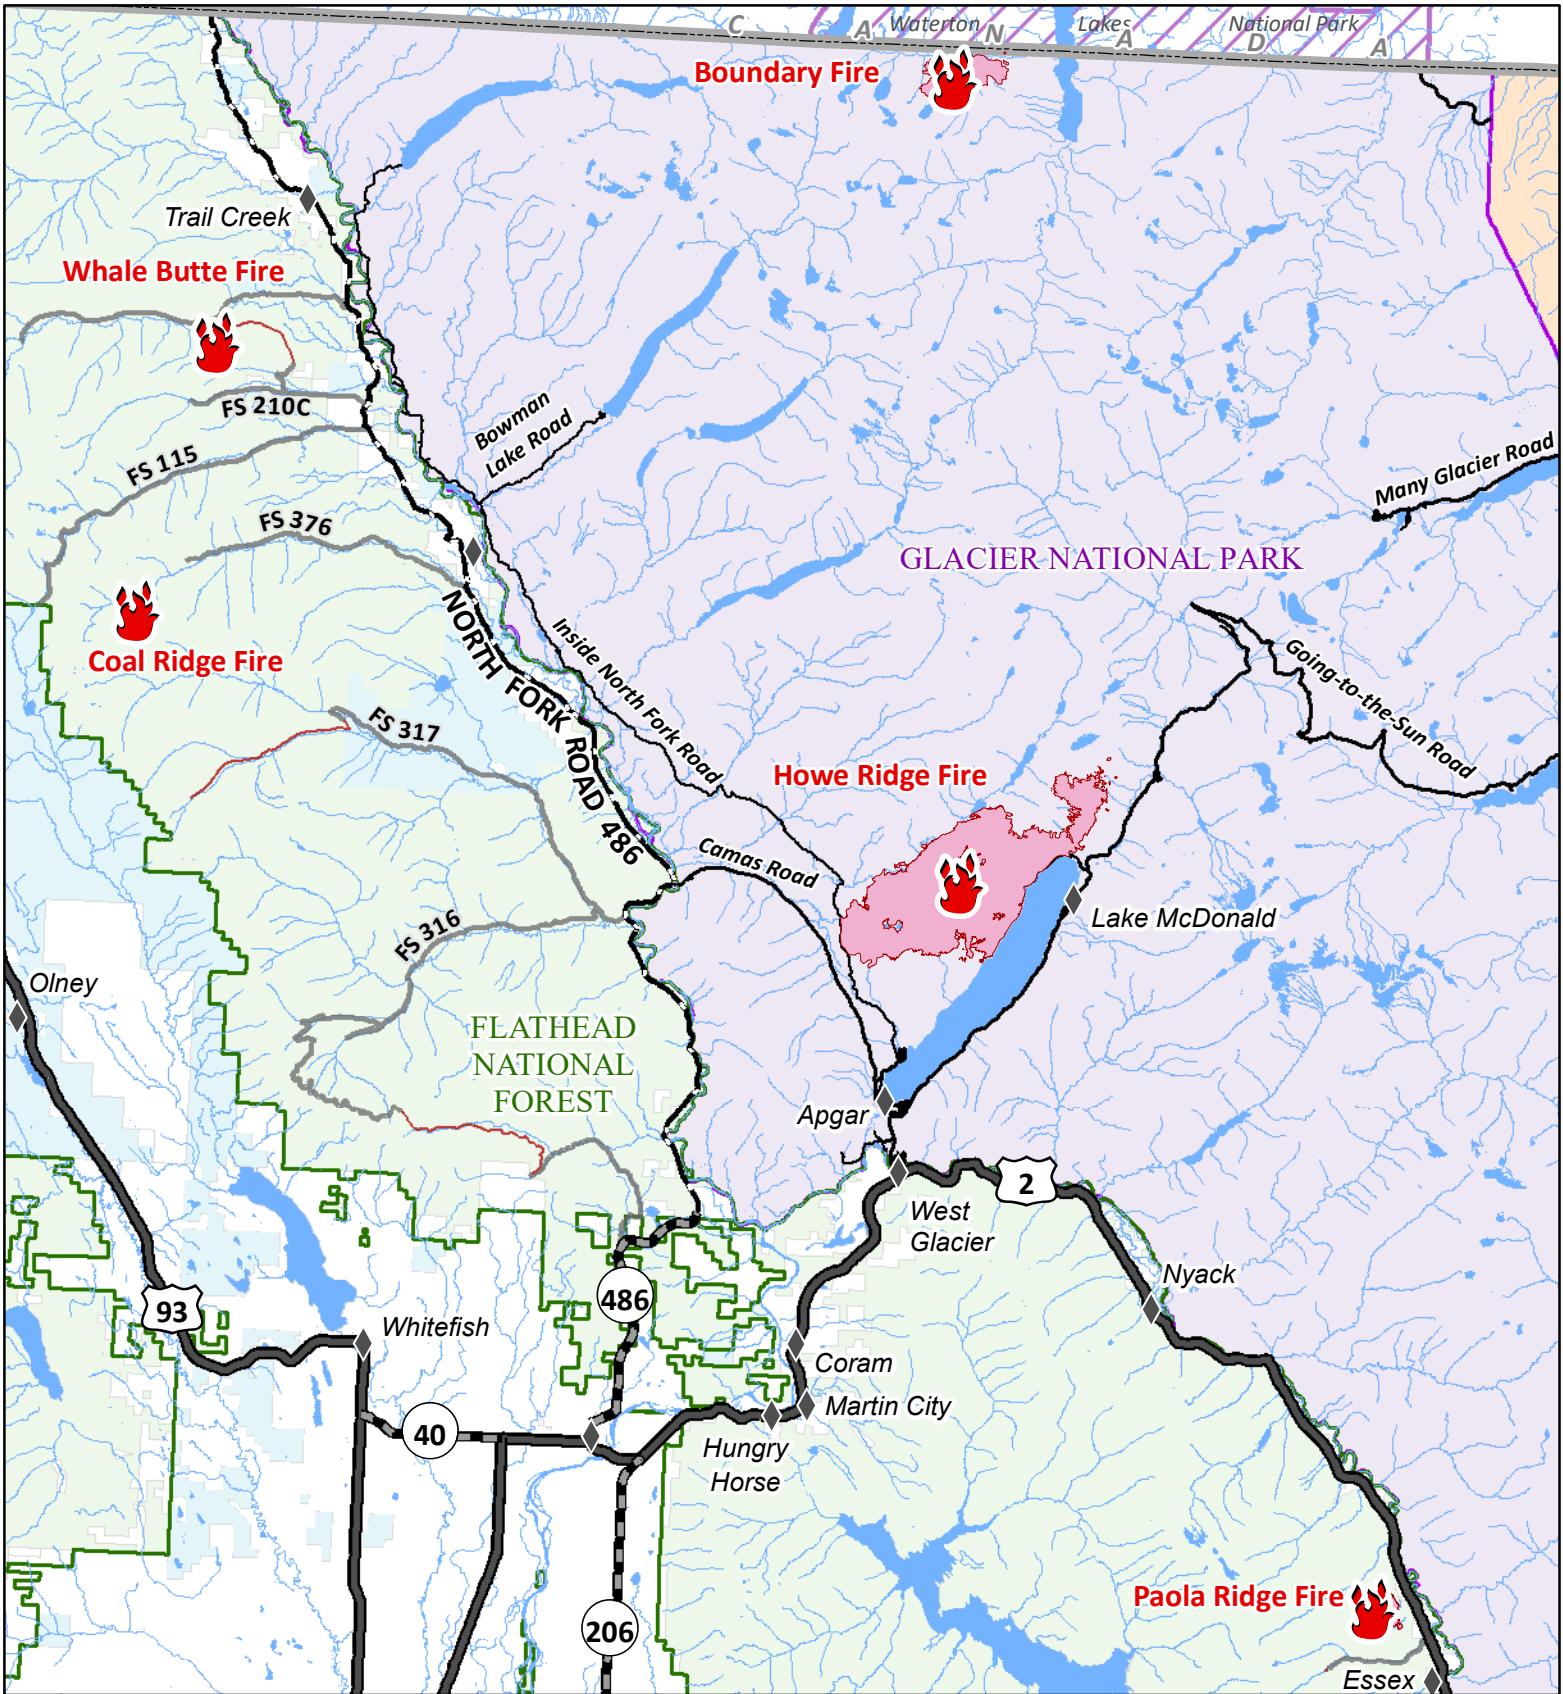 Waterton Lakes National Park
C A N A D A
Boundary Fire
Trail Creek
Whale Butte Fire
FS 210C
Bowman
Lake Road
FS 115
Many Glacier Road
FS 376
GLACIER NATIONAL PARK
NORTH FORK ROAD 486
Inside North Fork Road
Coal Ridge Fire
Going-to-the-Sun Road
FS 317
Howe Ridge Fire
Camas Road
Lake McDonald
FS 316
Olney
FLATHEAD
NATIONAL
FOREST
Apgar
2
West
Glacier
Nyack
486
93
Whitefish
Coram
Martin City
40
Hungry
Horse
Paola Ridge Fire
206
Essex